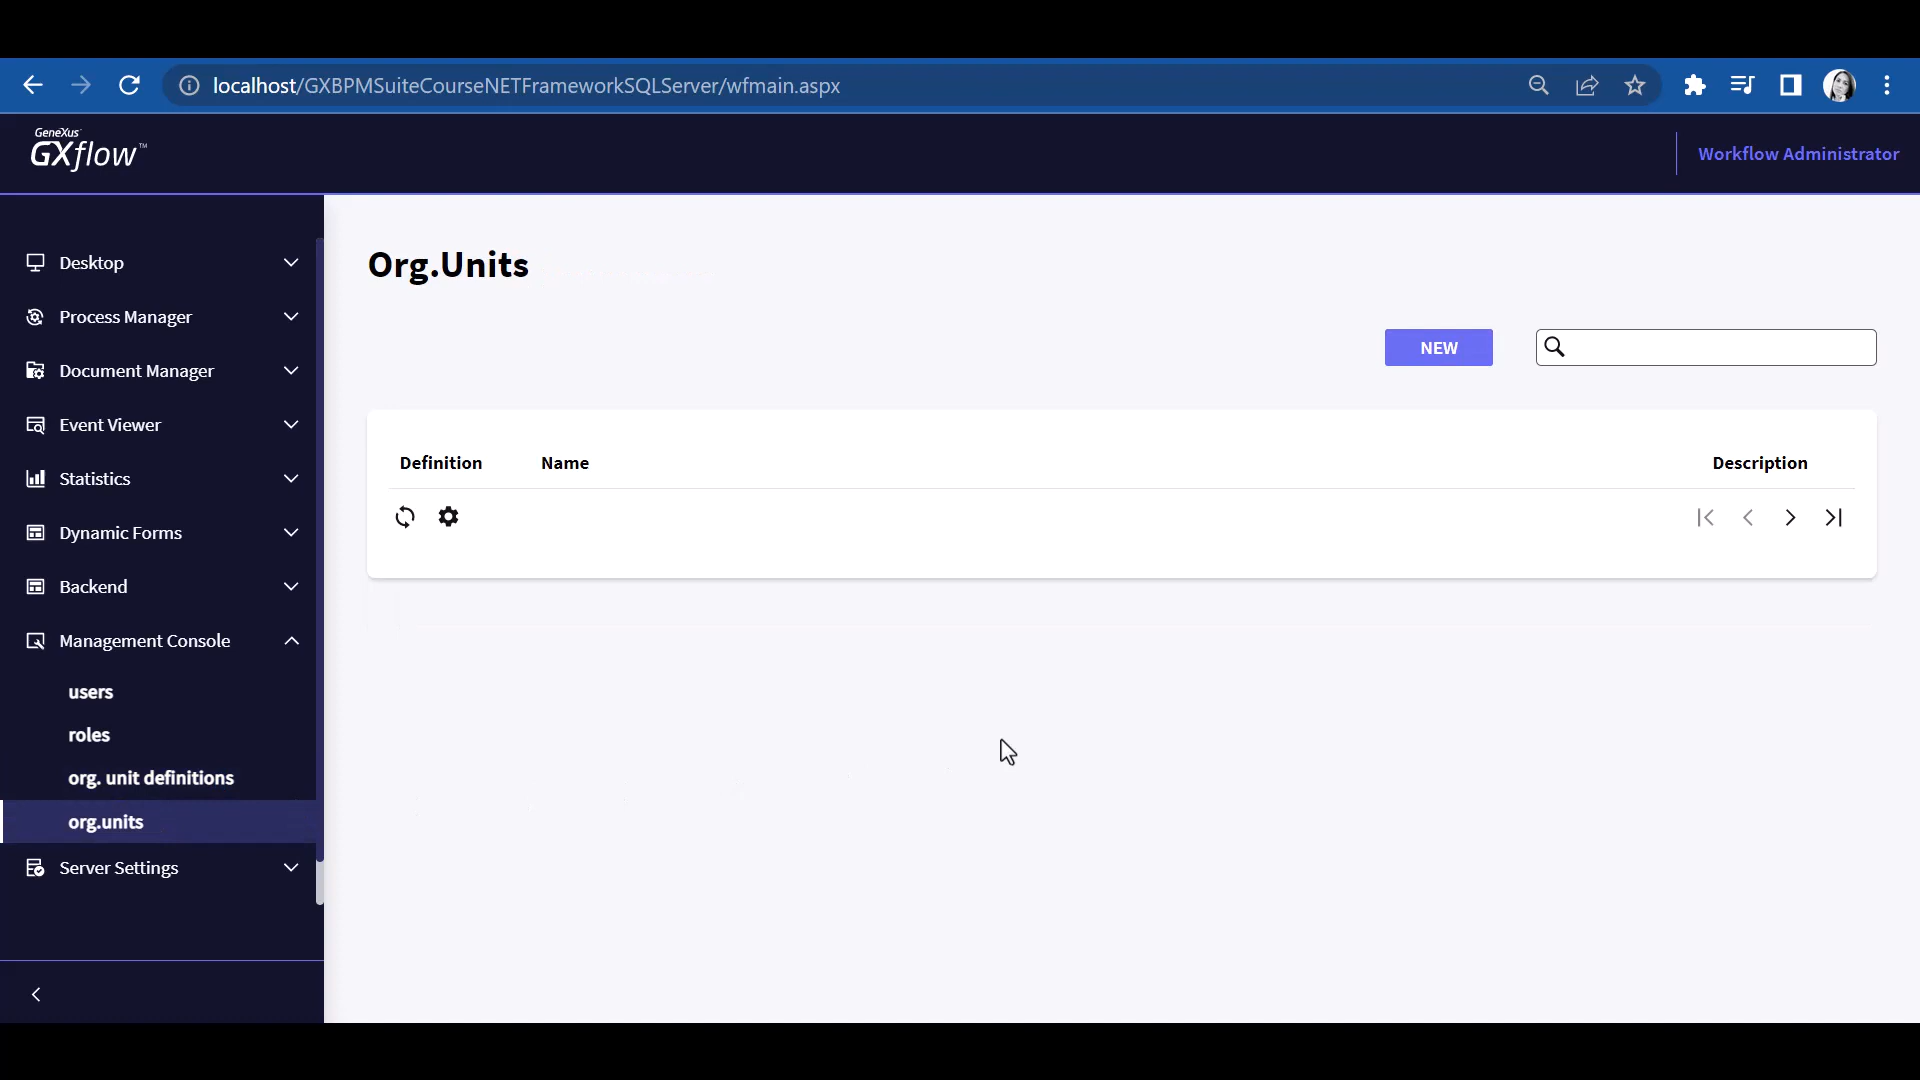 localhost/GXBPMSuiteCourseNETFrameworkSQLServer/wfmain.aspx
GeneXus
GXflow™
Workflow Administrator
Desktop
Process Manager
Document Manager
Event Viewer
Statistics
Dynamic Forms
Backend
Management Console
users
roles
org. unit definitions
org.units
Server Settings
Org.Units
NEW
Definition Name Description